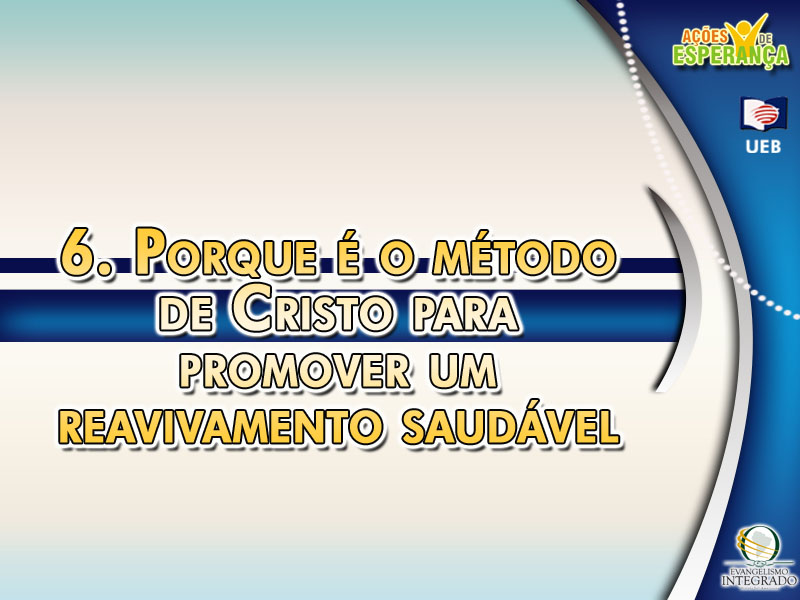 AÇÕES DE
ESPERANÇA
UEB
6. PORQUE É O MÉTODO
DE CRISTO PARA
PROMOVER UM
REAVIVAMENTO SAUDÁVEL
EVANGELISMO
INTEGRADO